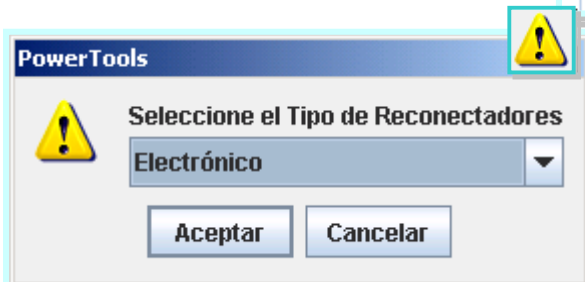 PowerTools
Seleccione el Tipo de Reconectadores
Electrónico
Aceptar Cancelar